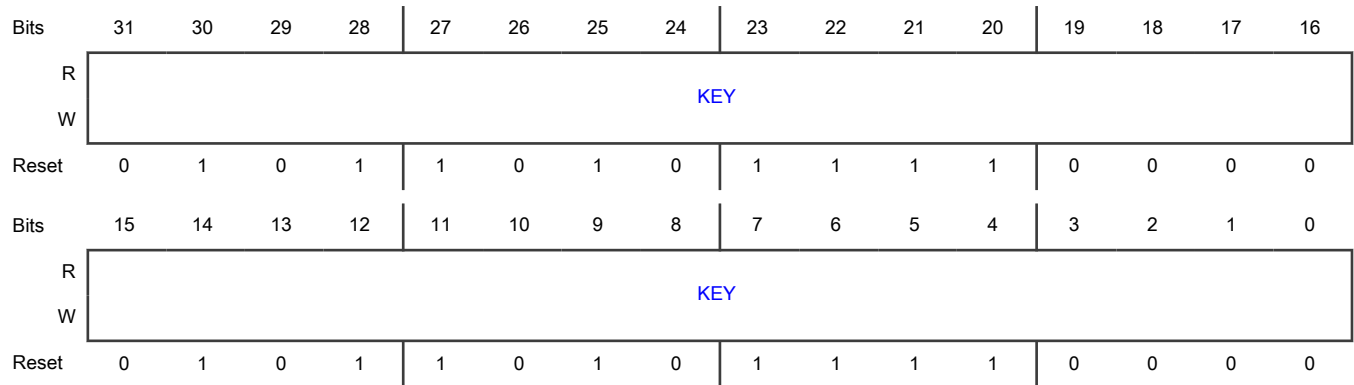 Bits 31 30 29 28 27 26 25 24 23 22 21 20 19 18 17 16
R
KEY
W
Reset 0 1 0 1 1 0 1 0 1 1 1 1 0 0 0 0
Bits 15 14 13 12 11 10 9 8 7 6 5 4 3 2 1 0
R
KEY
W
Reset 0 1 0 1 1 0 1 0 1 1 1 1 0 0 0 0